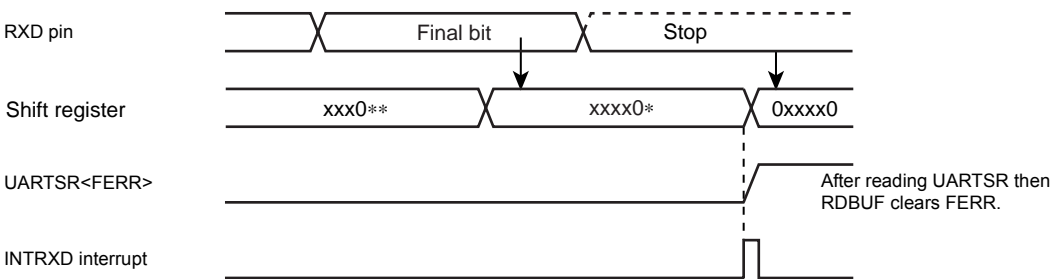 RXD pin
Final bit
Stop
Shift register
xxx0**
xxxx0*
0xxxx0
UARTSR<FERR>
After reading UARTSR then
RDBUF clears FERR.
INTRXD interrupt